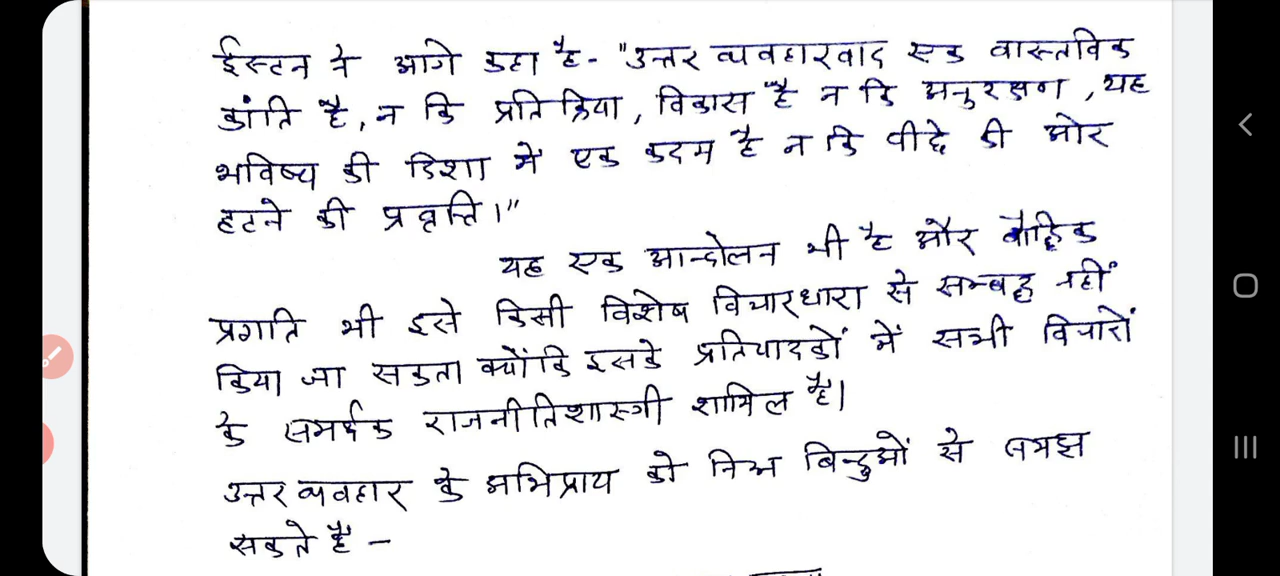 ईस्टन ने आगे कहा है- "उत्तर व्यवहारवाद एक वास्तविक
क्रांति है, न कि प्रतिक्रिया, विकास है न कि अनुरक्षण, यह
भविष्य की दिशा में एक कदम है न कि पीछे की ओर
हटने की प्रवृत्ति।"
यह एक आन्दोलन भी है और बौद्धिक
प्रगति भी इसे किसी विशेष विचारधारा से सम्बद्ध नहीं
किया जा सकता क्योंकि इसके प्रतिपादकों में सभी विचारों
के समर्थक राजनीतिशास्त्री शामिल है।
उत्तर व्यवहार के अभिप्राय को निम्न बिन्दुओं से समझ
सकते है –